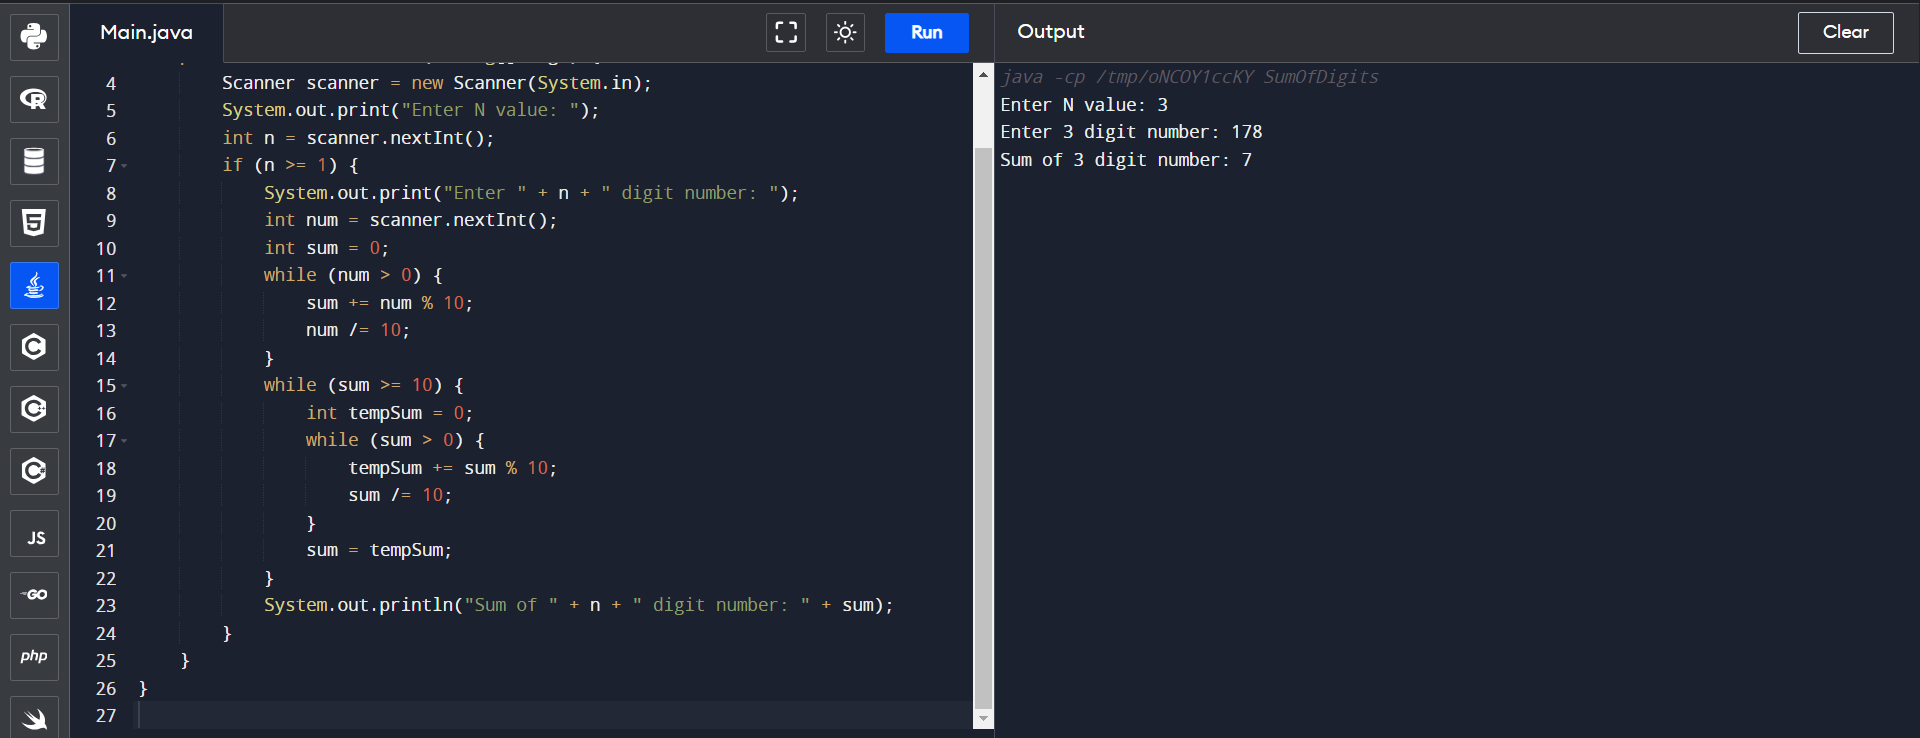 Main.java
Run
Output
Clear
4 Scanner scanner = new Scanner(System.in);
5 System.out.print("Enter N value: ");
6 int n = scanner.nextInt();
7 if (n >= 1) {
8 System.out.print("Enter " + n + " digit number: ");
9 int num = scanner.nextInt();
10 int sum = 0;
11 while (num > 0) {
12 sum += num % 10;
13 num /= 10;
14 }
15 while (sum >= 10) {
16 int tempSum = 0;
17 while (sum > 0) {
18 tempSum += sum % 10;
19 sum /= 10;
20 }
21 sum = tempSum;
22 }
23 System.out.println("Sum of " + n + " digit number: " + sum);
24 }
25 }
26 }
27
java -cp /tmp/oNCOY1ccKY SumOfDigits
Enter N value: 3
Enter 3 digit number: 178
Sum of 3 digit number: 7
R
5
C
C
C
JS
GO
php